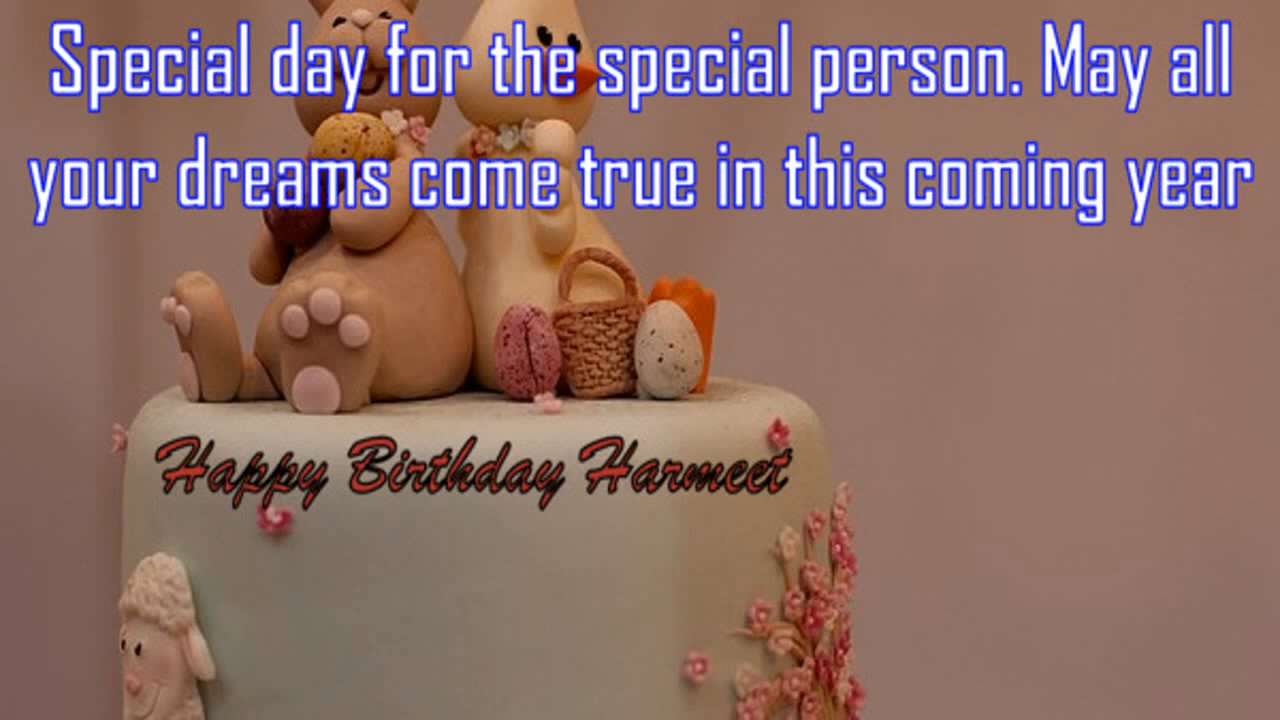 Special day for the special person. May all
your dreams come true in this coming year
Happy Birthday Harmeet